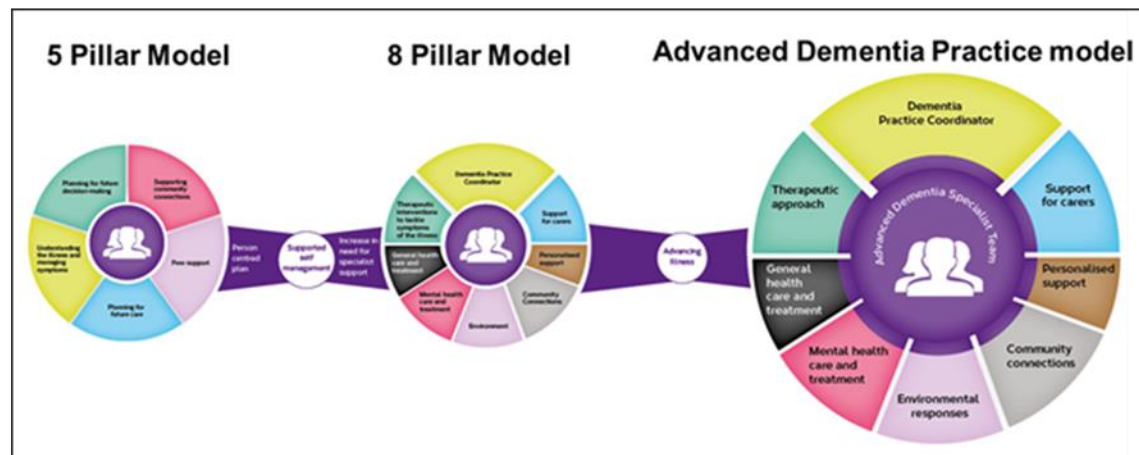 5 Pillar Model
8 Pillar Model
Advanced Dementia Practice model
Planning for future
decision-making
Supporting
community
connections
Understanding
the illness and
managing
symptoms
Peer support
Planning for
future care
Person
centred
plan
Supported
self
management
Increase in
need for
specialist
support
Dementia Practice
Coordinator
Therapeutic
interventions
to tackle
symptoms
of the illness
Support
for carers
General health
care and
treatment
Personalised
support
Mental health
care and
treatment
Community
Connections
Environment
Advancing
illness
Dementia
Practice Coordinator
Therapeutic
approach
Support
for carers
Advanced Dementia Specialist Team
General
health
care and
treatment
Personalised
support
Mental health
care and
treatment
Community
connections
Environmental
responses